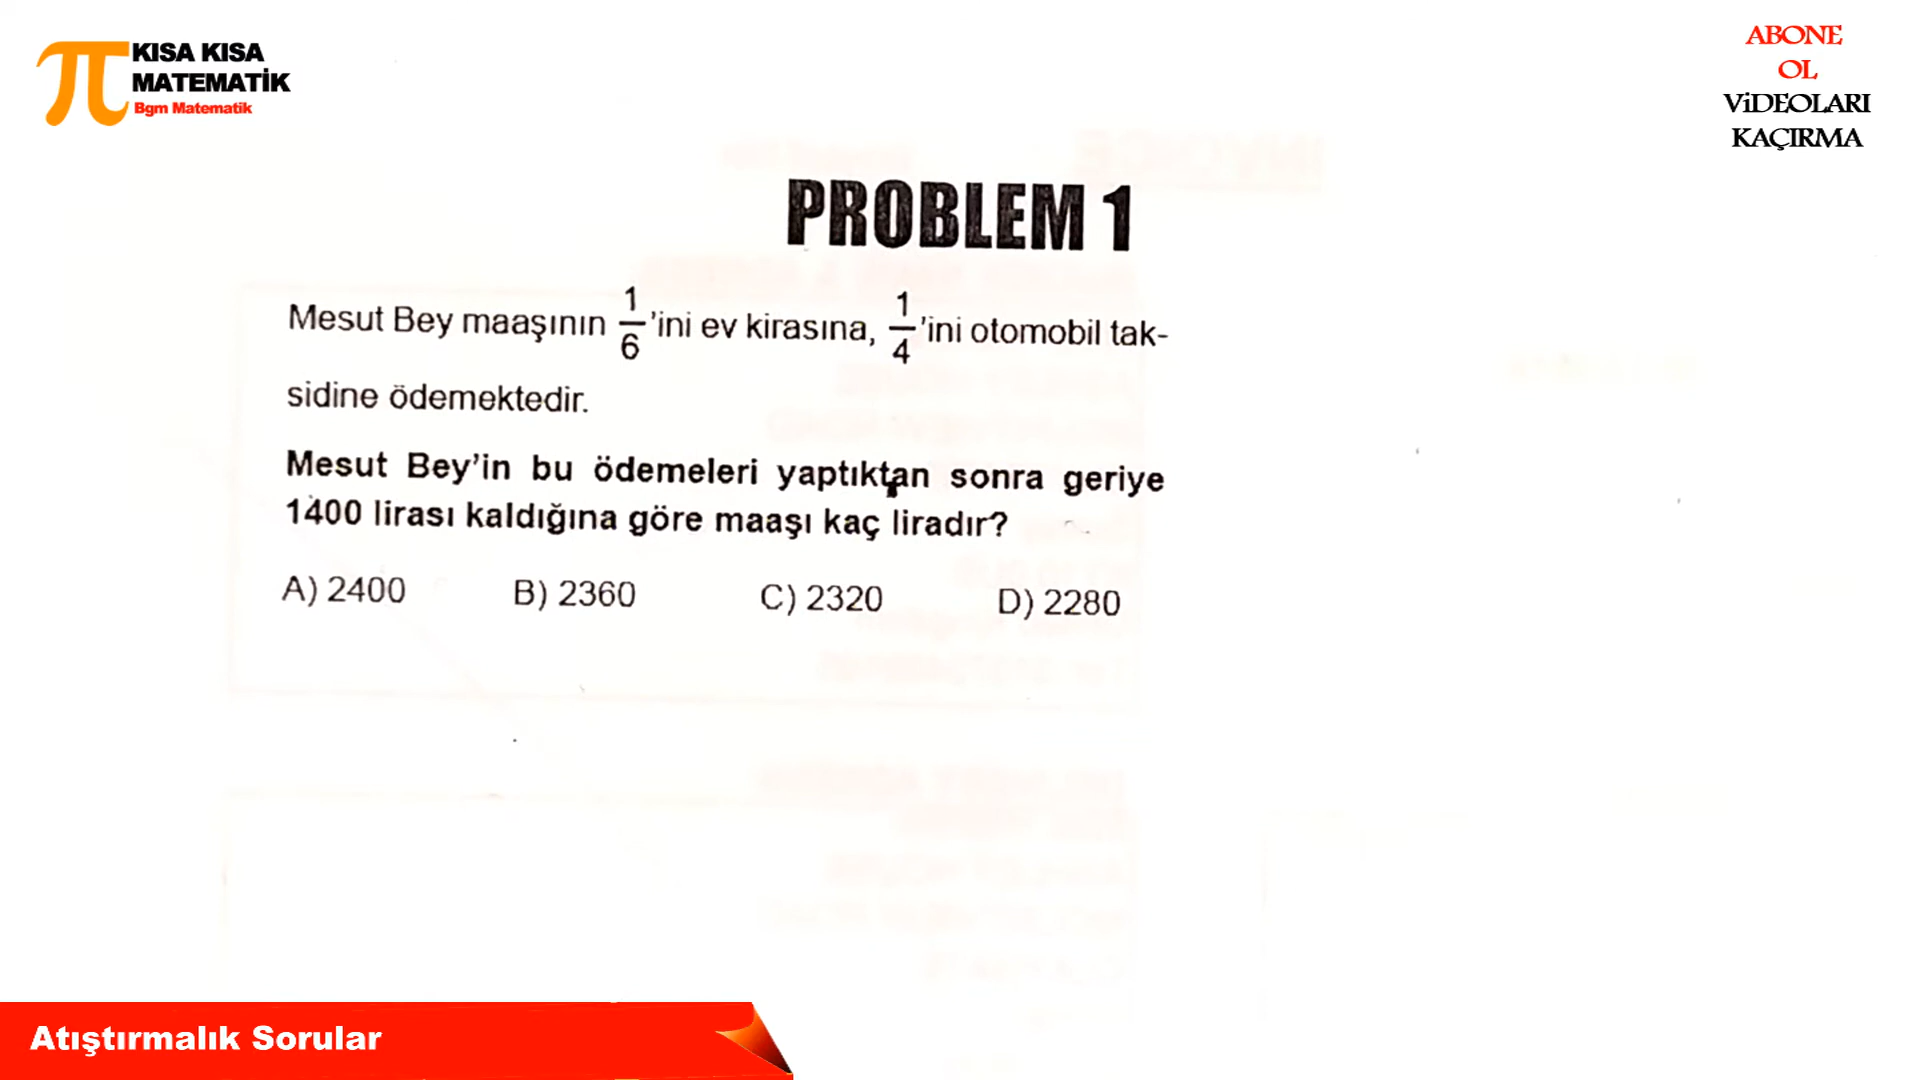 KISA KISA
MATEMATİK
Bgm Matematik
ABONE
OL
ViDEOLARI
KAÇIRMA
PROBLEM 1
Mesut Bey maaşının 1/6 'ini ev kirasına, 1/4 'ini otomobil tak-
sidine ödemektedir.
Mesut Bey'in bu ödemeleri yaptıktan sonra geriye
1400 lirası kaldığına göre maaşı kaç liradır?
A) 2400 B) 2360 C) 2320 D) 2280
Atıştırmalık Sorular